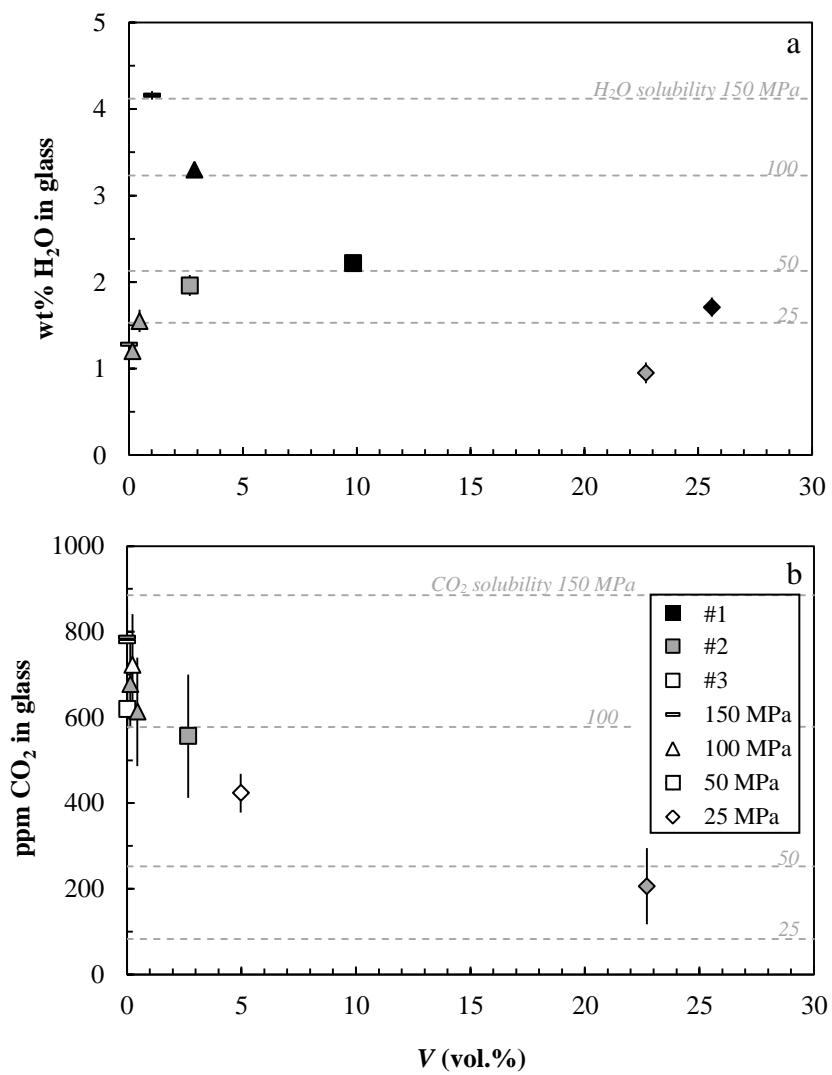 a
5
4
3
2
1
0
wt% H₂O in glass
H₂O solubility 150 MPa
100
50
25
0 5 10 15 20 25 30
b
1000
800
600
400
200
0
ppm CO₂ in glass
CO₂ solubility 150 MPa
100
50
25
#1
#2
#3
150 MPa
100 MPa
50 MPa
25 MPa
0 5 10 15 20 25 30
V (vol.%)